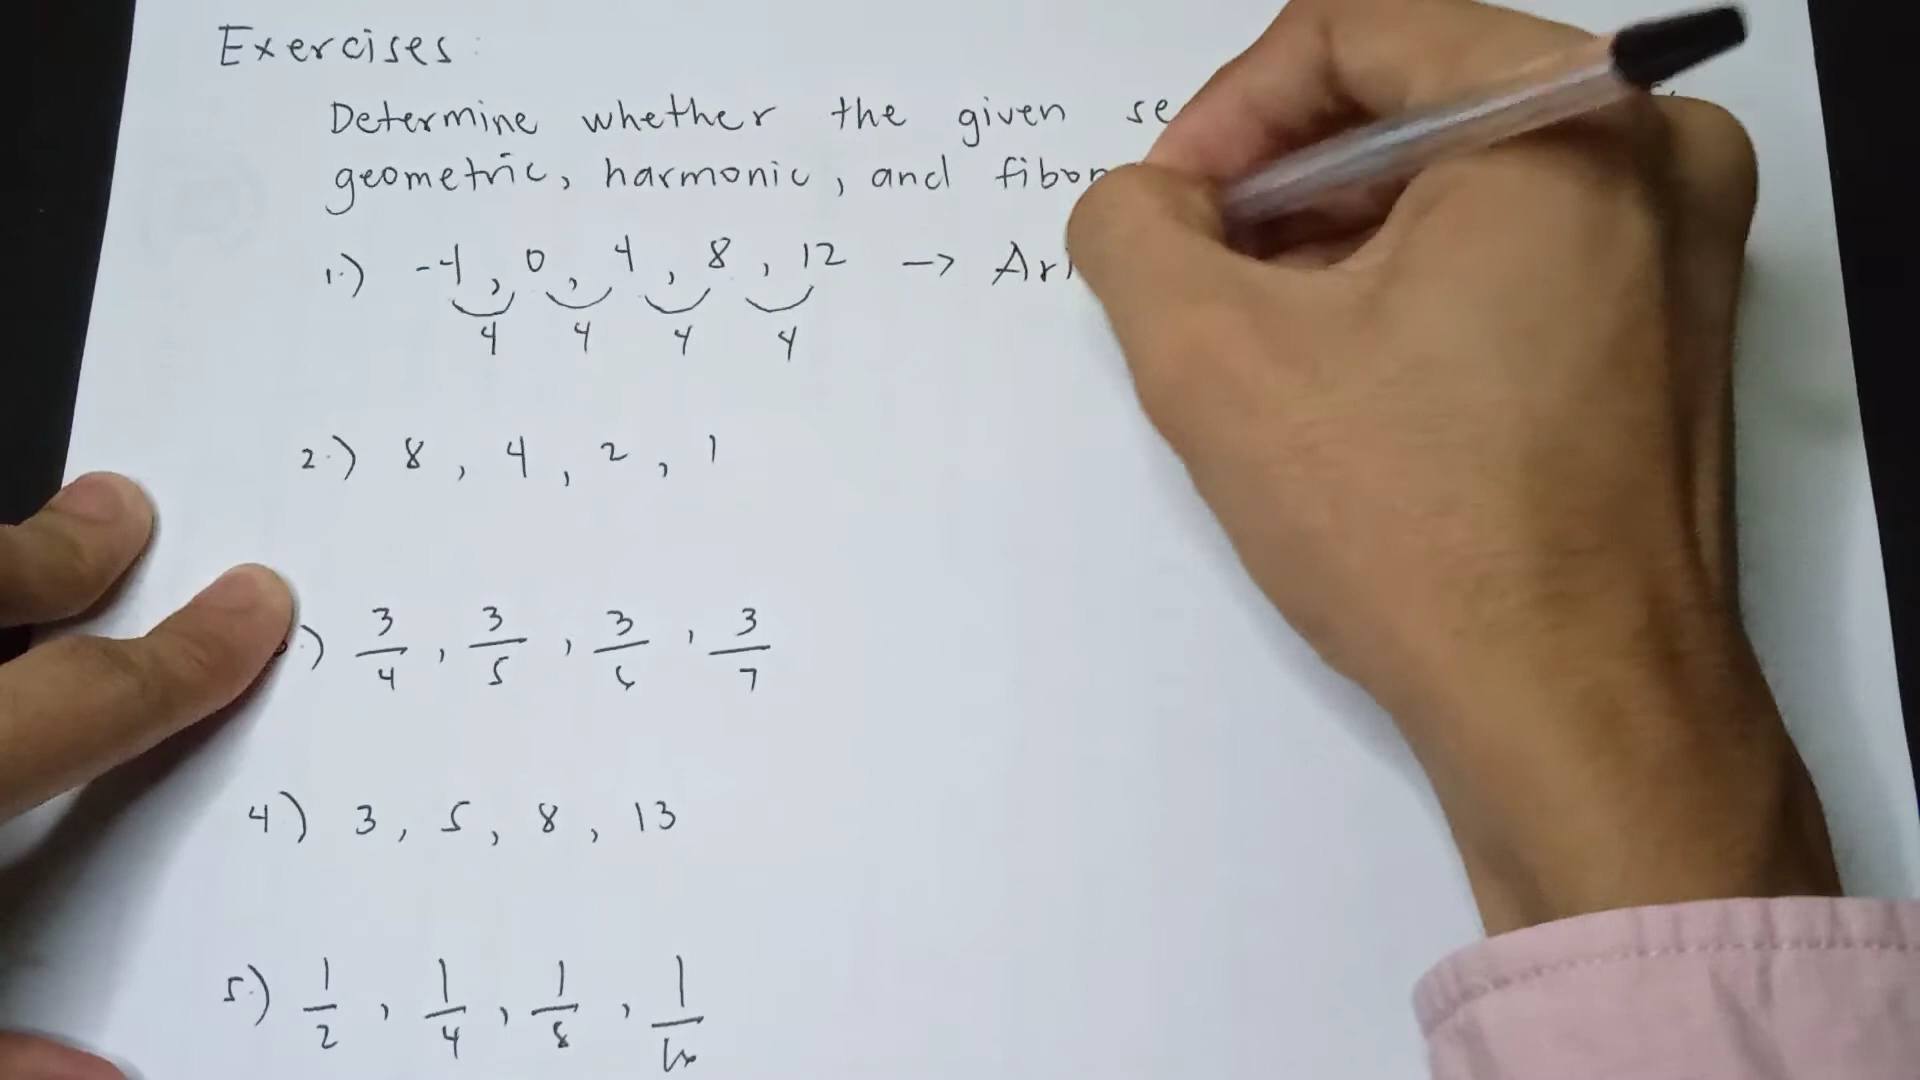 Exercises:
Determine whether the given se
geometric, harmonic, and fibon
1.) -4, 0, 4, 8, 12 -> Ari
4 4 4 4
2.) 8, 4, 2, 1
.) 3/4, 3/5, 3/6, 3/7
4.) 3, 5, 8, 13
5.) 1/2, 1/4, 1/8, 1/16